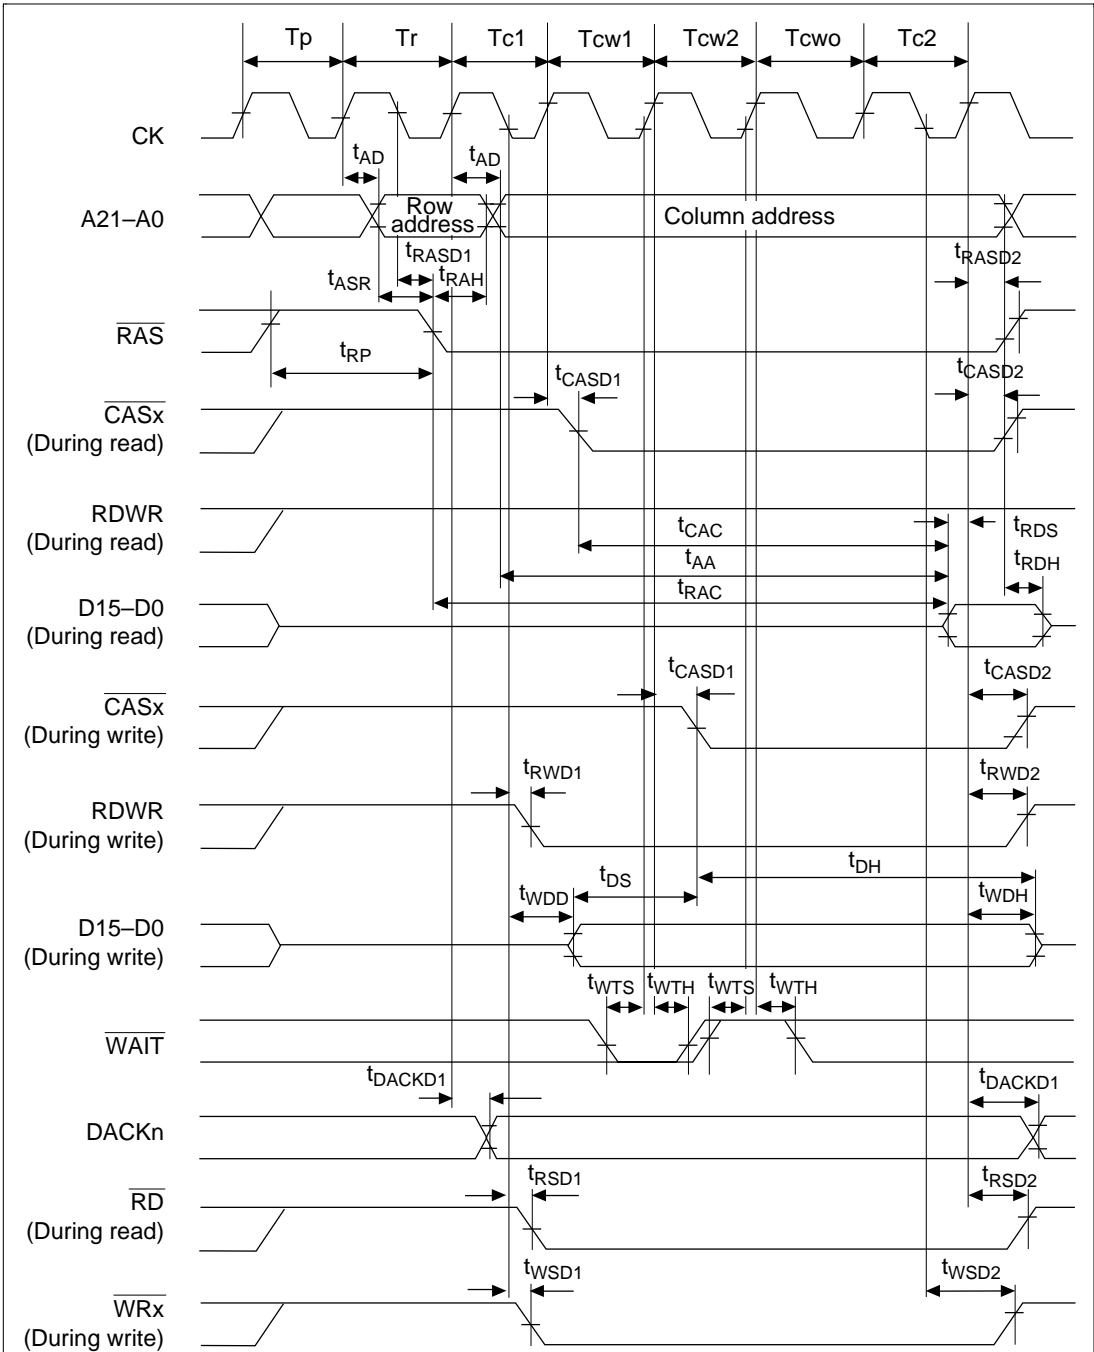 Tp Tr Tc1 Tcw1 Tcw2 Tcwo Tc2
CK
tAD tAD
A21–A0
Row address
Column address
tRASD1
tRASD2
tASR tRAH
RAS
tRP
tCASD1
tCASD2
CASx
(During read)
RDWR
(During read)
tCAC
tRDS
tAA
tRDH
tRAC
D15–D0
(During read)
tCASD1
tCASD2
CASx
(During write)
tRWD1
tRWD2
RDWR
(During write)
tDH
tDS
tWDD
tWDH
D15–D0
(During write)
tWTS tWTH tWTS tWTH
WAIT
tDACKD1
tDACKD1
DACKn
tRSD1
tRSD2
RD
(During read)
tWSD1
tWSD2
WRx
(During write)